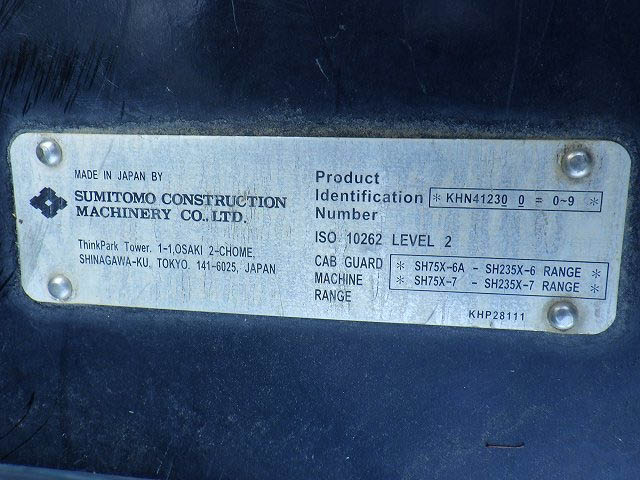 MADE IN JAPAN BY
SUMITOMO CONSTRUCTION
MACHINERY CO.,LTD.
ThinkPark Tower. 1-1,OSAKI 2-CHOME,
SHINAGAWA-KU, TOKYO. 141-6025, JAPAN
Product
Identification
Number
* KHN41230 0 = 0~9 *
ISO 10262 LEVEL 2
CAB GUARD
MACHINE
RANGE
* SH75X-6A - SH235X-6 RANGE *
* SH75X-7 - SH235X-7 RANGE *
KHP28111